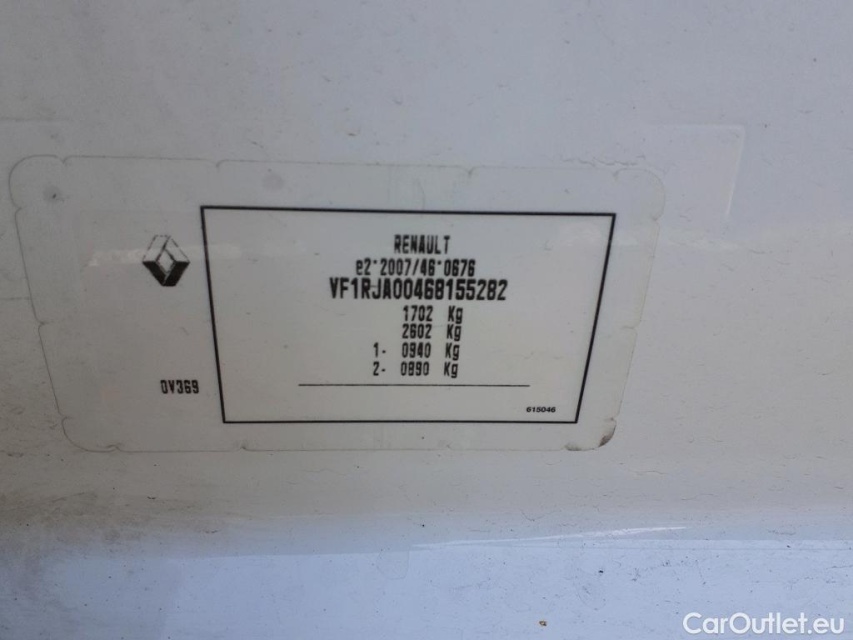 RENAULT
e2*2007/46*0676
VF1RJA00468155282
1702 Kg
2602 Kg
1- 0940 Kg
2- 0890 Kg
0V369
615046
CarOutlet.eu